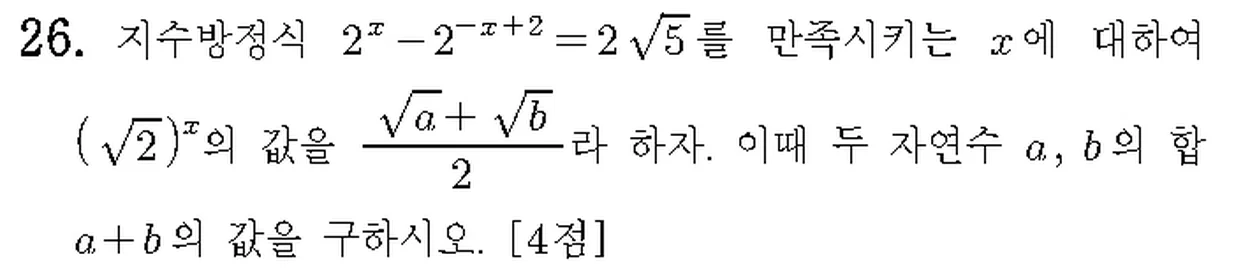 26. 지수방정식 2^x - 2^{-x+2} = 2√5 를 만족시키는 x에 대하여
(√2)^x의 값을 (√a + √b)/2 라 하자. 이때 두 자연수 a, b의 합
a+b의 값을 구하시오. [4점]